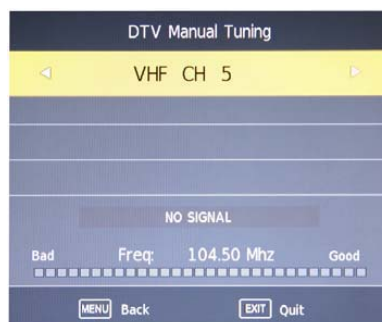 DTV Manual Tuning
VHF CH 5
NO SIGNAL
Bad Freq: 104.50 Mhz Good
MENU Back EXIT Quit